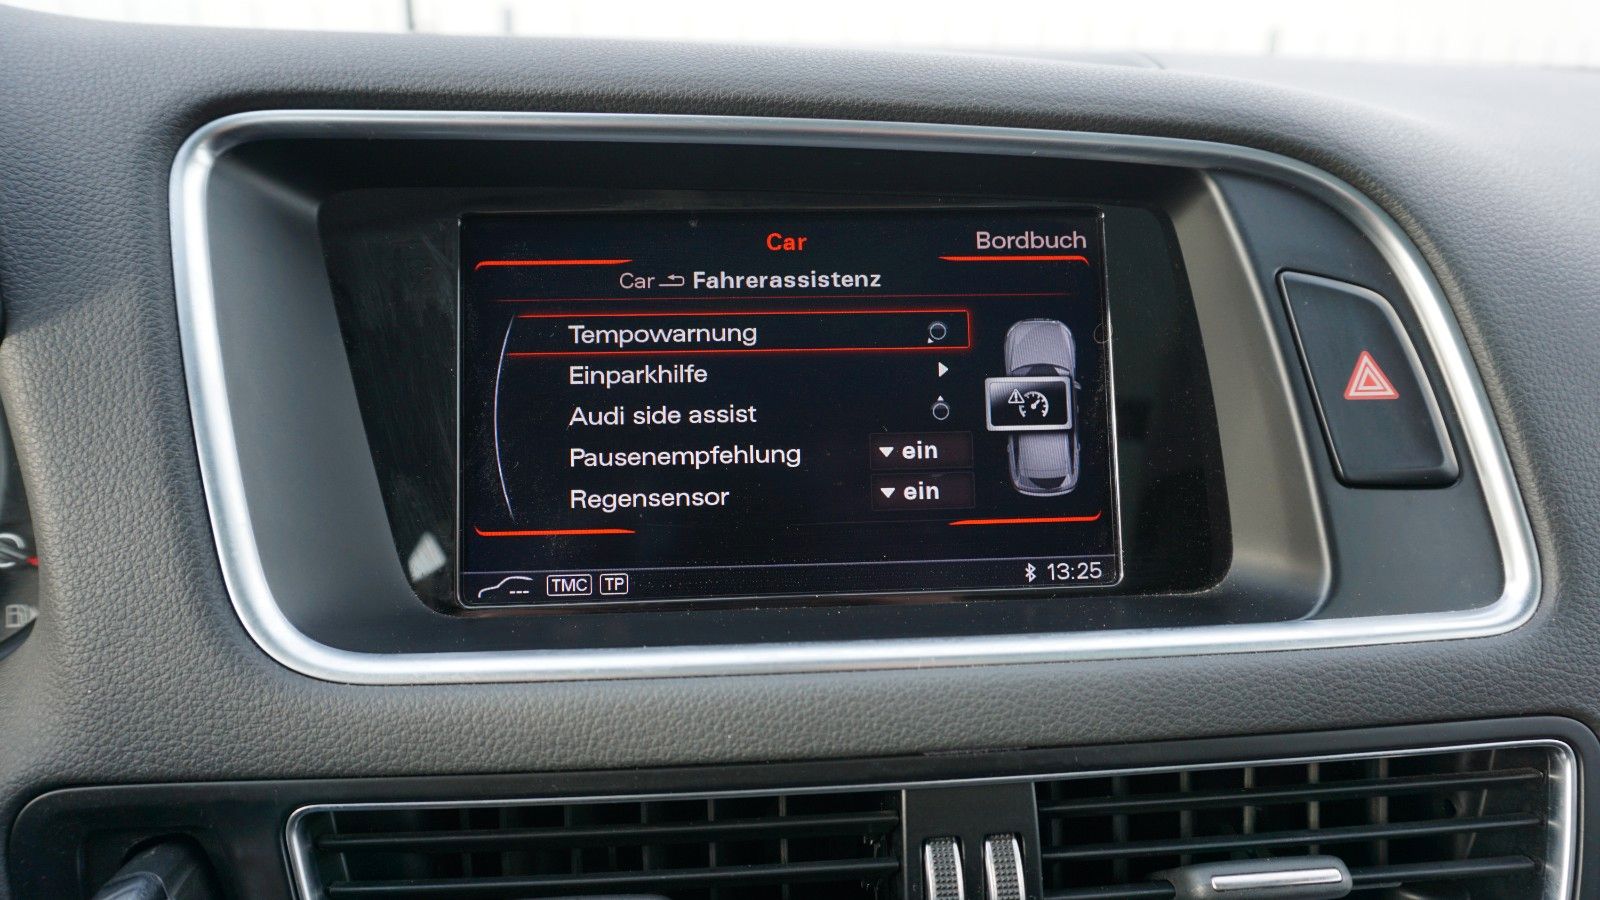 Car
Bordbuch
Car Fahrerassistenz
Tempowarnung
Einparkhilfe
Audi side assist
Pausenempfehlung ein
Regensensor ein
--- TMC TP 13:25